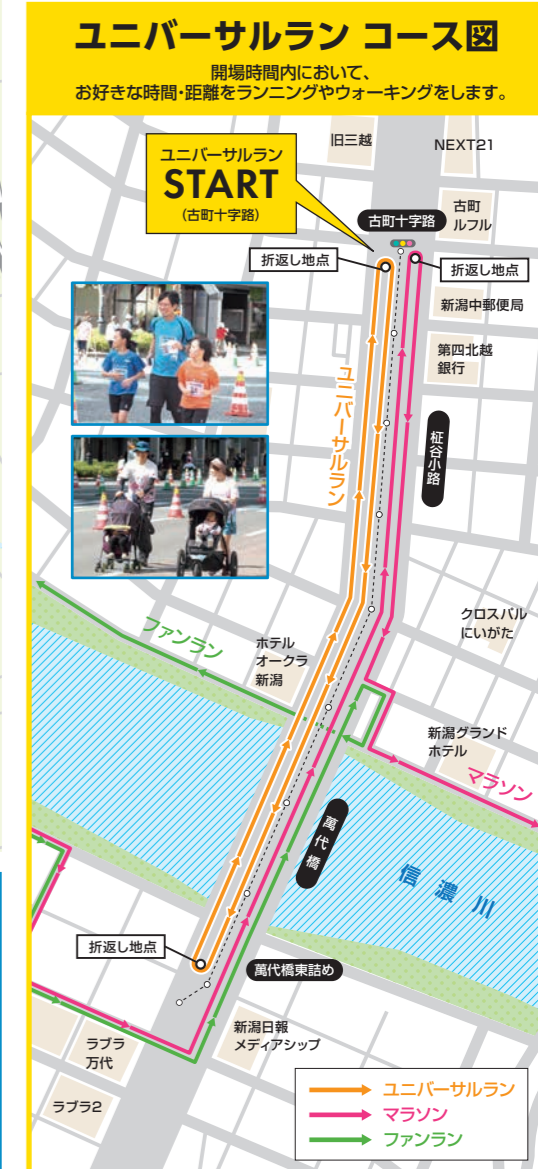 ユニバーサルラン コース図
開場時間内において、
お好きな時間・距離をランニングやウォーキングをします。
旧三越
NEXT21
ユニバーサルラン
START
(古町十字路)
古町十字路
古町
ルフル
折返し地点
折返し地点
新潟中郵便局
第四北越
銀行
ユニバーサルラン
柾谷小路
クロスパル
にいがた
ファンラン
ホテル
オークラ
新潟
新潟グランド
ホテル
マラソン
萬代橋
信濃川
折返し地点
萬代橋東詰め
新潟日報
メディアシップ
ラブラ
万代
ラブラ2
ユニバーサルラン
マラソン
ファンラン